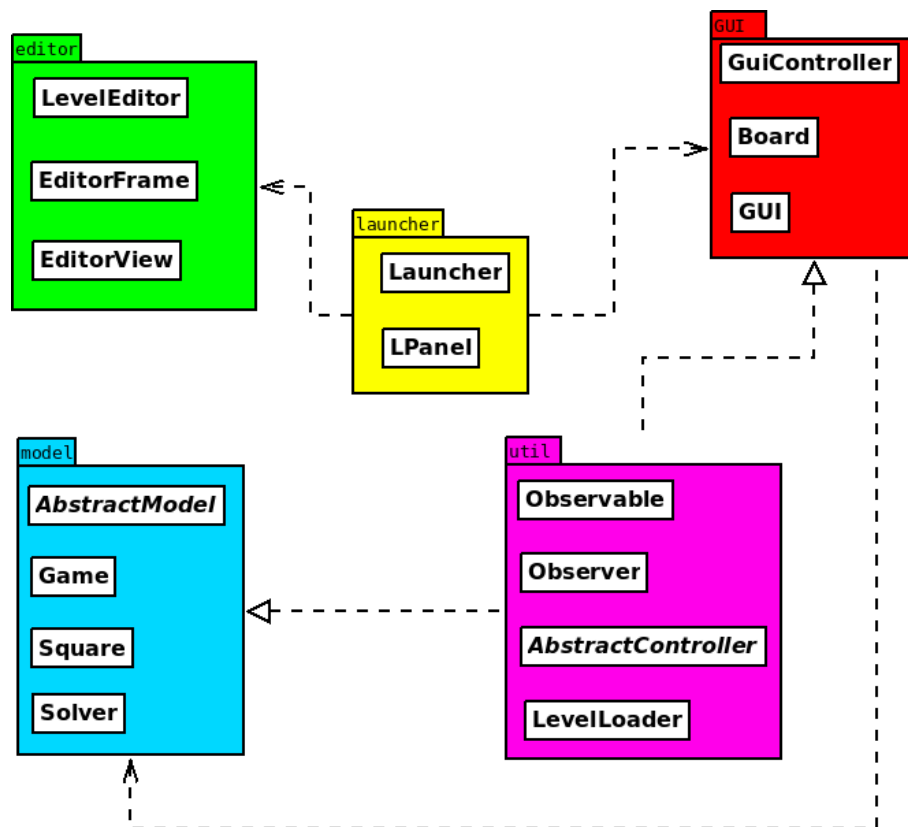 editor
LevelEditor
EditorFrame
EditorView
GUI
GuiController
Board
GUI
launcher
Launcher
LPanel
model
AbstractModel
Game
Square
Solver
util
Observable
Observer
AbstractController
LevelLoader